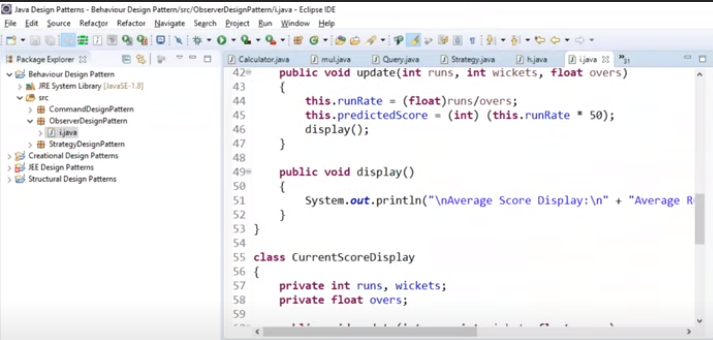 Java Design Patterns - Behaviour Design Pattern/src/ObserverDesignPattern/i.java - Eclipse IDE
File Edit Source Refactor Refactor Navigate Search Project Run Window Help
Package Explorer
Calculator.java mul.java Query.java Strategy.java h.java i.java 31
Behaviour Design Pattern
JRE System Library [JavaSE-1.8]
src
CommandDesignPattern
ObserverDesignPattern
i.java
StrategyDesignPattern
Creational Design Patterns
JEE Design Patterns
Structural Design Patterns
42 public void update(int runs, int wickets, float overs)
43 {
44 this.runRate = (float)runs/overs;
45 this.predictedScore = (int) (this.runRate * 50);
46 display();
47 }
48
49 public void display()
50 {
51 System.out.println("\nAverage Score Display:\n" + "Average R
52 }
53 }
54
55 class CurrentScoreDisplay
56 {
57 private int runs, wickets;
58 private float overs;
59